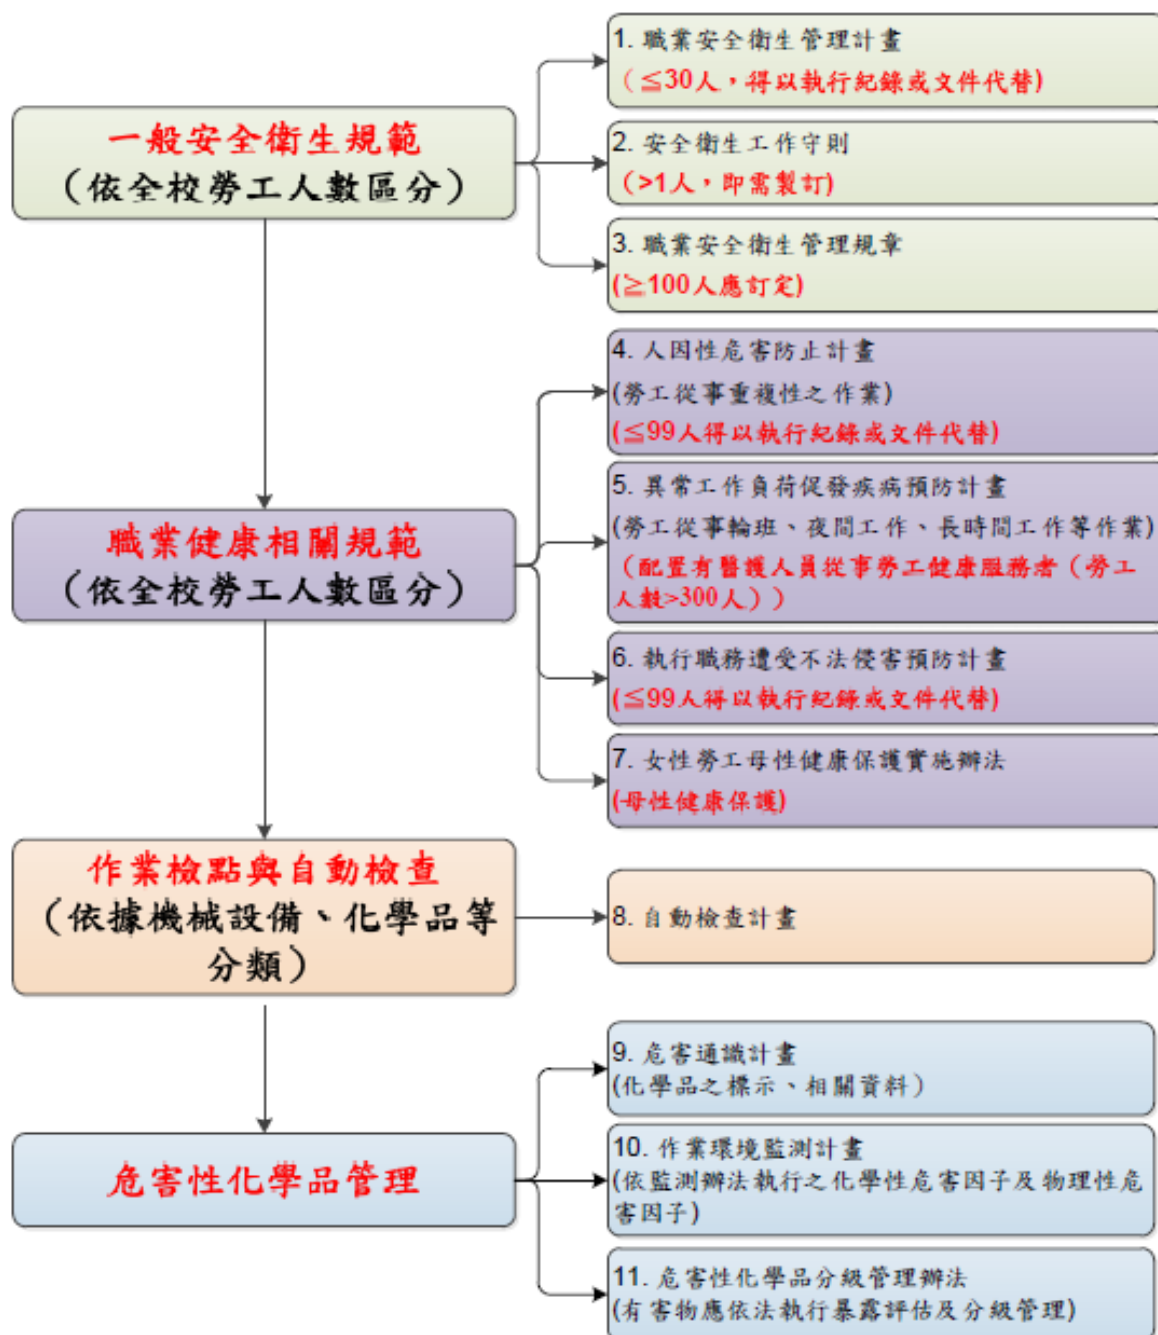 一般安全衛生規範
（依全校勞工人數區分）
1. 職業安全衛生管理計畫
（≦30人，得以執行紀錄或文件代替)
2. 安全衛生工作守則
(>1人，即需製訂)
3. 職業安全衛生管理規章
(≧100人應訂定)
職業健康相關規範
（依全校勞工人數區分）
4. 人因性危害防止計畫
(勞工從事重複性之作業)
(≦99人得以執行紀錄或文件代替)
5. 異常工作負荷促發疾病預防計畫
(勞工從事輪班、夜間工作、長時間工作等作業)
（配置有醫護人員從事勞工健康服務者（勞工
人數>300人））
6. 執行職務遭受不法侵害預防計畫
(≦99人得以執行紀錄或文件代替)
7. 女性勞工母性健康保護實施辦法
(母性健康保護)
作業檢點與自動檢查
（依據機械設備、化學品等
分類）
8. 自動檢查計畫
危害性化學品管理
9. 危害通識計畫
(化學品之標示、相關資料）
10. 作業環境監測計畫
(依監測辦法執行之化學性危害因子及物理性危
害因子)
11. 危害性化學品分級管理辦法
(有害物應依法執行暴露評估及分級管理)